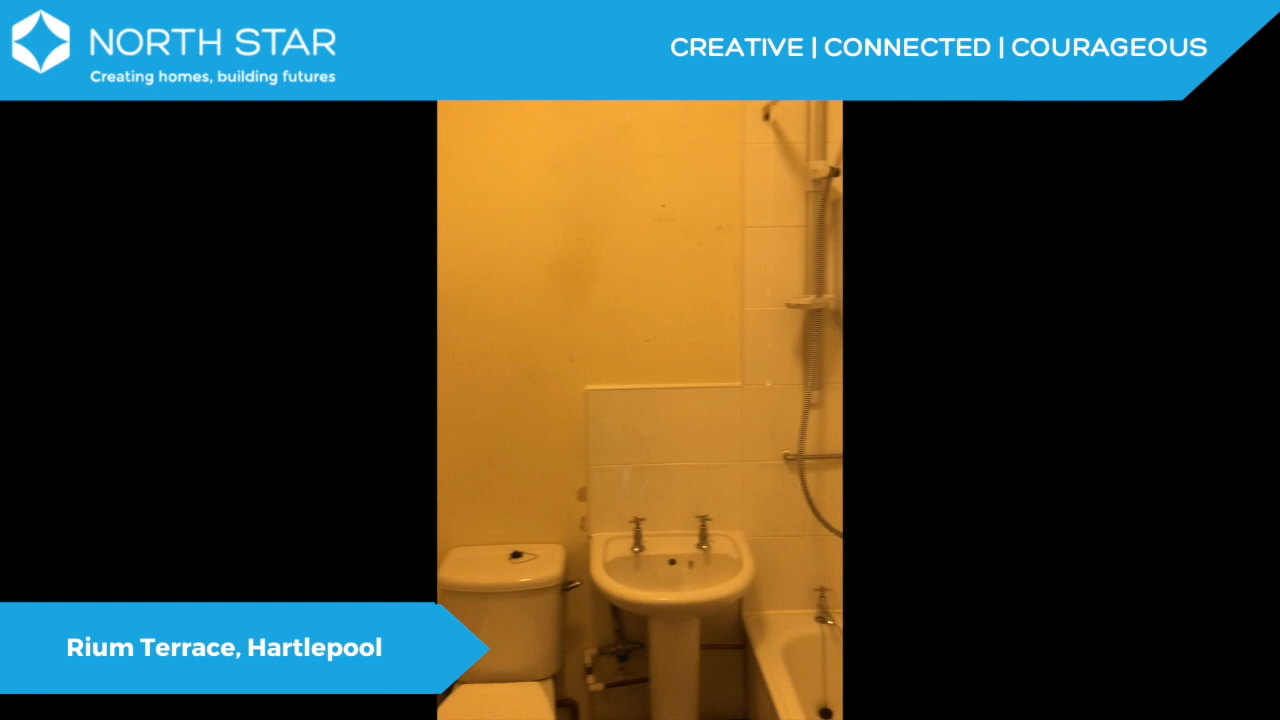 NORTH STAR
Creating homes, building futures
CREATIVE | CONNECTED | COURAGEOUS
Rium Terrace, Hartlepool